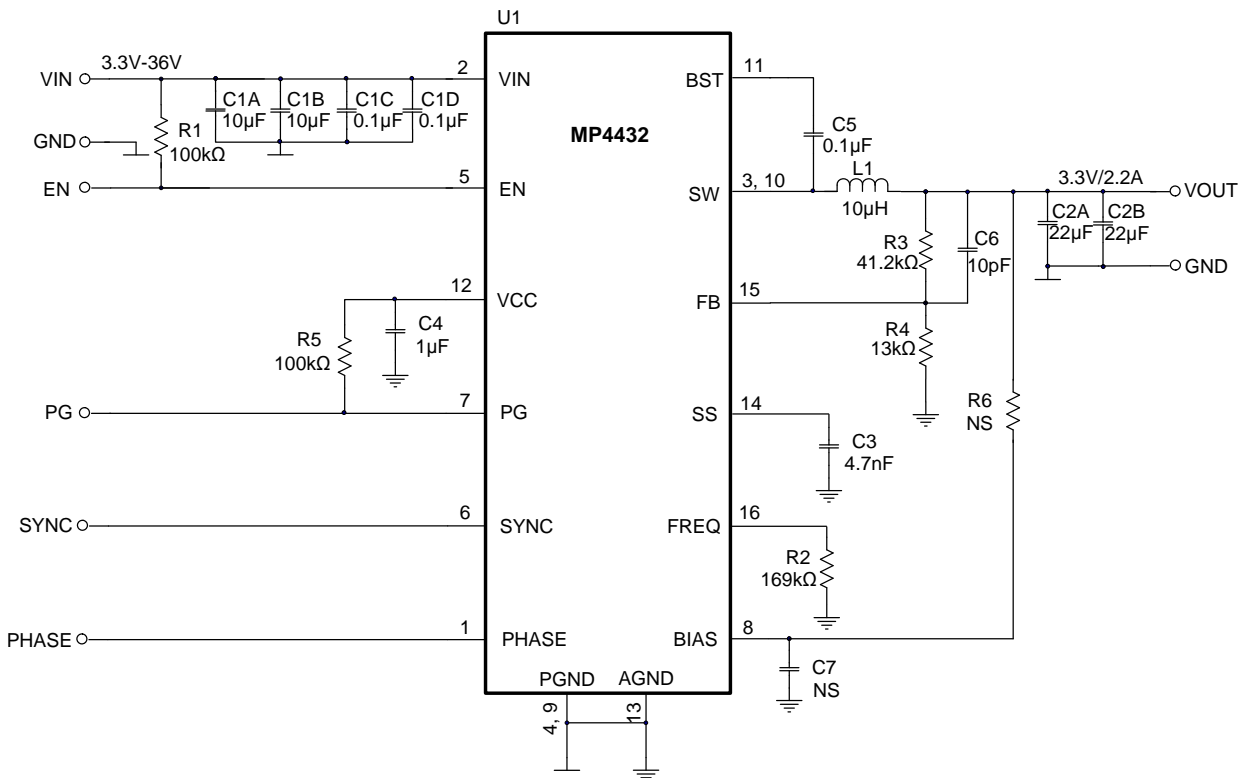 U1
3.3V-36V
VIN
2
VIN
C1A
10µF
C1B
10µF
C1C
0.1µF
C1D
0.1µF
GND
R1
100kΩ
EN
5
EN
MP4432
BST
11
C5
0.1µF
SW
3, 10
L1
10µH
3.3V/2.2A
VOUT
C2A
22µF
C2B
22µF
GND
R3
41.2kΩ
C6
10pF
FB
15
R4
13kΩ
12
VCC
C4
1µF
R5
100kΩ
PG
7
PG
SS
14
C3
4.7nF
R6
NS
SYNC
6
SYNC
FREQ
16
R2
169kΩ
PHASE
1
PHASE
BIAS
8
C7
NS
PGND
AGND
4, 9
13